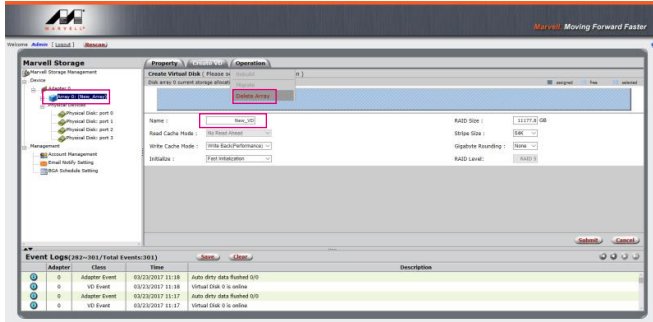 MARVELL
Marvell. Moving Forward Faster
Welcome Admin [ Logout ] Rescan
Marvell Storage
Marvell Storage Management
Device
Adapter 0
Array 0: [New_Array]
Physical Devices
Physical Disk: port 0
Physical Disk: port 1
Physical Disk: port 2
Physical Disk: port 3
Management
Account Management
Email Notify Setting
BGA Schedule Setting
Property Create VD Operation
Create Virtual Disk ( Please
Disk array 0 current storage
Rebuild
Migrate
Delete Array
assigned free selected
Name : New_VD
Read Cache Mode : No Read Ahead
Write Cache Mode : Write Back(Performance)
Initialize : Fast Initialization
RAID Size : 11177.8 GB
Stripe Size : 64K
Gigabyte Rounding : None
RAID Level: RAID 5
Submit Cancel
Event Logs(282~301/Total Events:301) Save Clear
Adapter Class Time Description
0 Adapter Event 03/23/2017 11:18 Auto dirty data flushed 0/0
0 VD Event 03/23/2017 11:18 Virtual Disk 0 is online
0 Adapter Event 03/23/2017 11:17 Auto dirty data flushed 0/0
0 VD Event 03/23/2017 11:17 Virtual Disk 0 is online